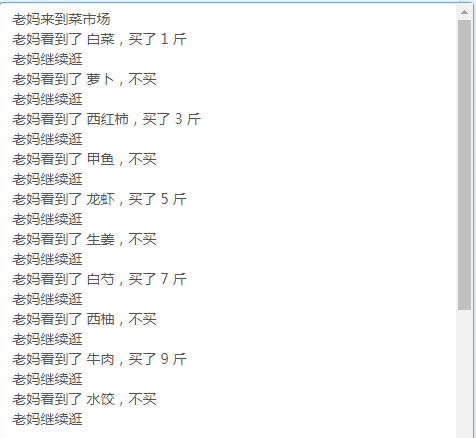 老妈来到菜市场
老妈看到了 白菜，买了 1 斤
老妈继续逛
老妈看到了 萝卜，不买
老妈继续逛
老妈看到了 西红柿，买了 3 斤
老妈继续逛
老妈看到了 甲鱼，不买
老妈继续逛
老妈看到了 龙虾，买了 5 斤
老妈继续逛
老妈看到了 生姜，不买
老妈继续逛
老妈看到了 白芍，买了 7 斤
老妈继续逛
老妈看到了 西柚，不买
老妈继续逛
老妈看到了 牛肉，买了 9 斤
老妈继续逛
老妈看到了 水饺，不买
老妈继续逛